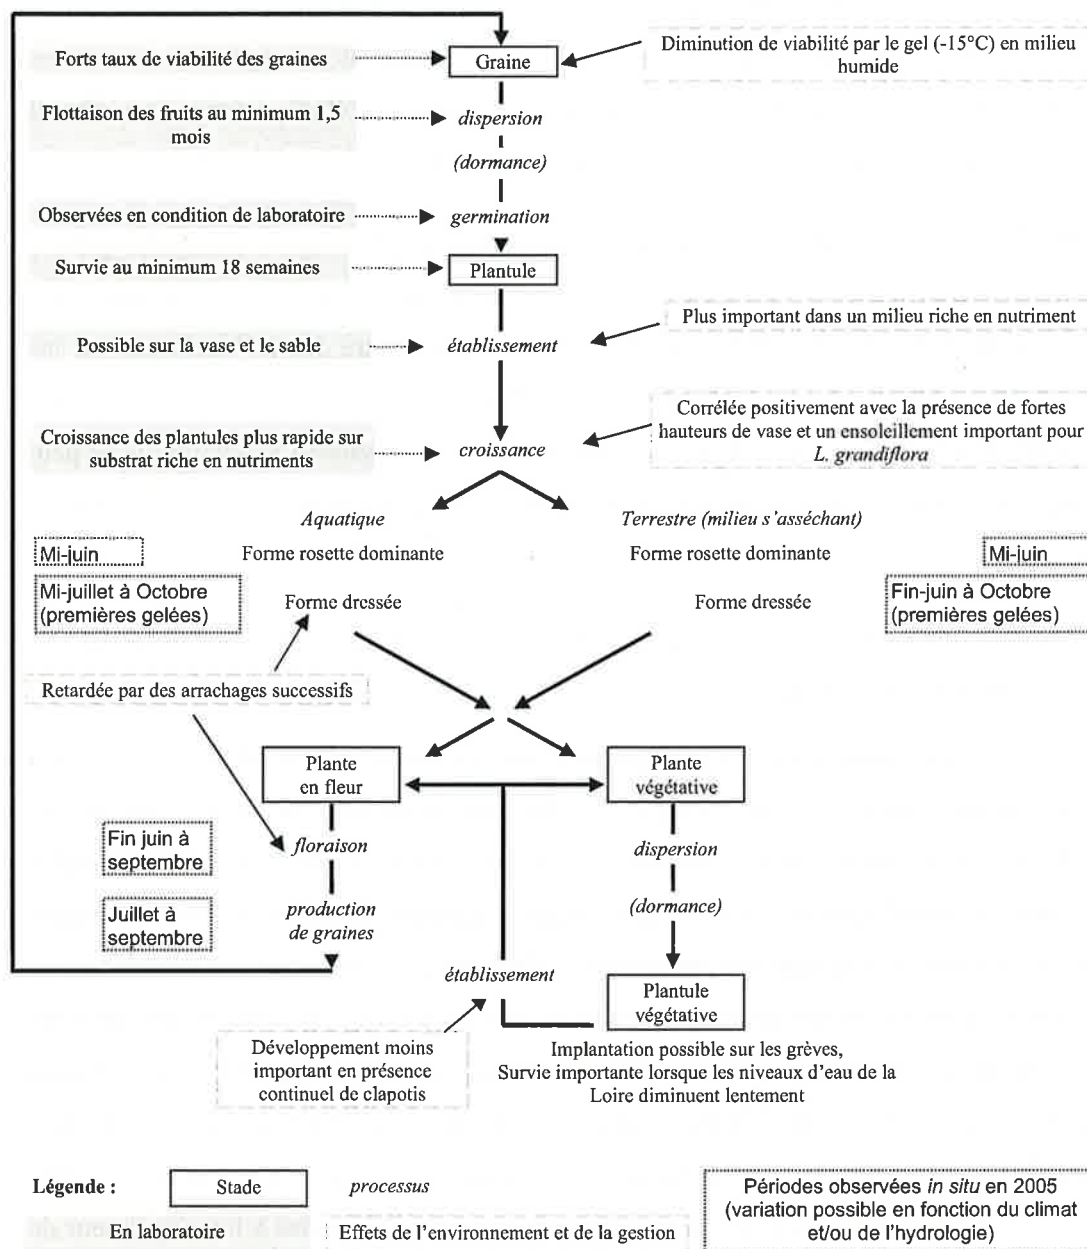 Forts taux de viabilité des graines
Graine
Diminution de viabilité par le gel (-15°C) en milieu
humide
Flottaison des fruits au minimum 1,5
mois
dispersion
(dormance)
Observées en condition de laboratoire
germination
Survie au minimum 18 semaines
Plantule
Plus important dans un milieu riche en nutriment
Possible sur la vase et le sable
établissement
Croissance des plantules plus rapide sur
substrat riche en nutriments
croissance
Corrélée positivement avec la présence de fortes
hauteurs de vase et un ensoleillement important pour
L. grandiflora
Aquatique
Terrestre (milieu s'asséchant)
Mi-juin
Forme rosette dominante
Forme rosette dominante
Mi-juin
Mi-juillet à Octobre
(premières gelées)
Forme dressée
Forme dressée
Fin-juin à Octobre
(premières gelées)
Retardée par des arrachages successifs
Plante
en fleur
Plante
végétative
Fin juin à
septembre
floraison
dispersion
Juillet à
septembre
production
de graines
(dormance)
établissement
Plantule
végétative
Développement moins
important en présence
continuel de clapotis
Implantation possible sur les grèves,
Survie importante lorsque les niveaux d'eau de la
Loire diminuent lentement
Légende :
Stade
processus
Périodes observées in situ en 2005
(variation possible en fonction du climat
et/ou de l'hydrologie)
En laboratoire
Effets de l'environnement et de la gestion